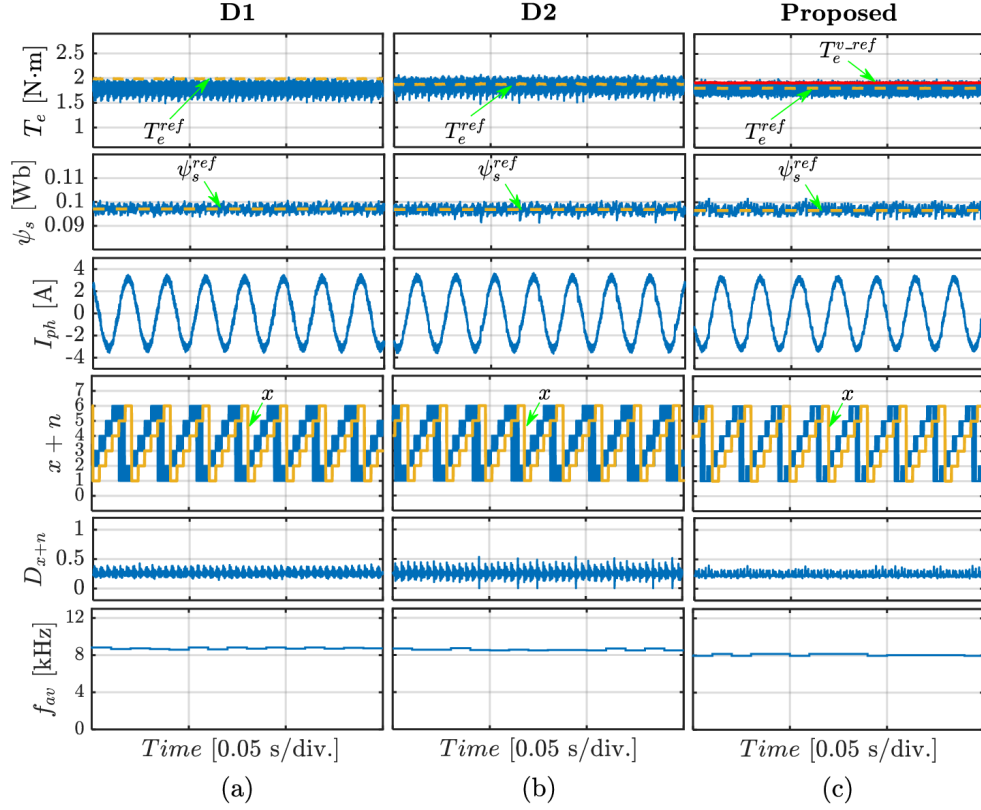 D1 D2 Proposed
T_e [N·m]
2.5
2
1.5
1
T_e^{ref}
T_e^{ref}
T_e^{v_ref}
T_e^{ref}
ψ_s [Wb]
0.11
0.1
0.09
ψ_s^{ref}
ψ_s^{ref}
ψ_s^{ref}
I_{ph} [A]
4
2
0
-2
-4
x + n
7
6
5
4
3
2
1
0
x
x
x
D_{x+n}
1
0.5
0
f_{av} [kHz]
12
8
4
0
Time [0.05 s/div.] Time [0.05 s/div.] Time [0.05 s/div.]
(a) (b) (c)